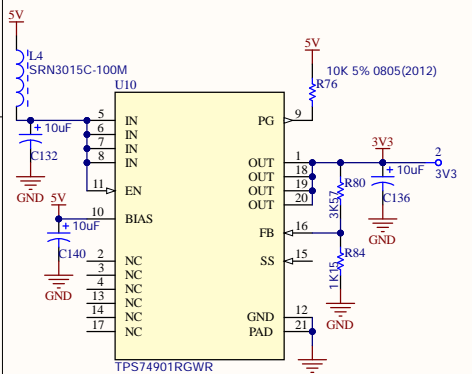 5V
L4
SRN3015C-100M
5V
10K 5% 0805(2012)
R76
U10
5 IN
6 IN
7 IN
8 IN
11 EN
10 BIAS
2 NC
3 NC
4 NC
13 NC
14 NC
17 NC
PG 9
OUT 1
OUT 18
OUT 19
OUT 20
FB 16
SS 15
GND 12
PAD 21
TPS74901RGWR
+ 10uF
C132
GND
5V
+ 10uF
C140
GND
3V3
2
3V3
R80
3K57
+ 10uF
C136
GND
R84
1K15
GND